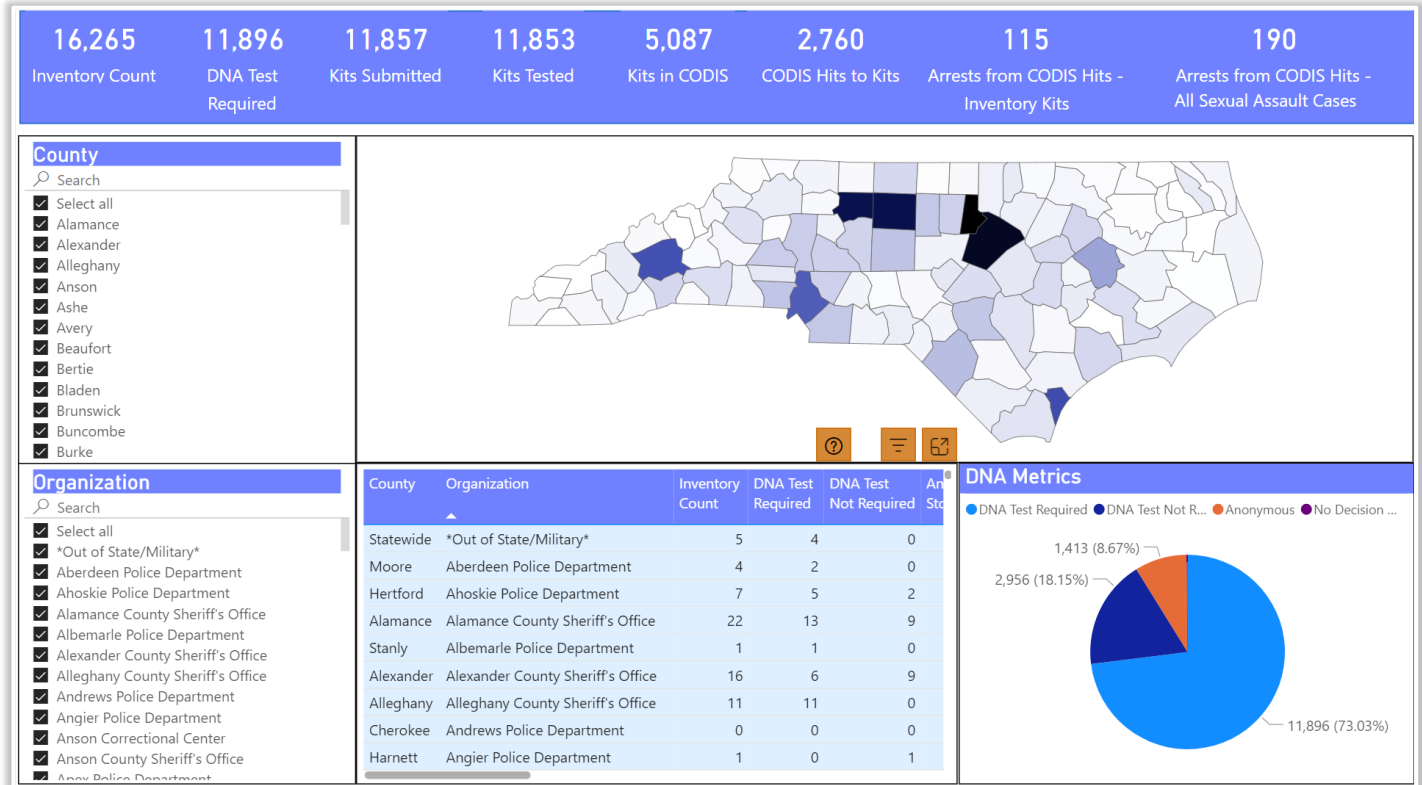 16,265 11,896 11,857 11,853 5,087 2,760 115 190
Inventory Count DNA Test Kits Submitted Kits Tested Kits in CODIS CODIS Hits to Kits Arrests from CODIS Hits - Arrests from CODIS Hits -
Required Inventory Kits All Sexual Assault Cases
County
Search
Select all
Alamance
Alexander
Alleghany
Anson
Ashe
Avery
Beaufort
Bertie
Bladen
Brunswick
Buncombe
Burke
Organization
Search
Select all
*Out of State/Military*
Aberdeen Police Department
Ahoskie Police Department
Alamance County Sheriff's Office
Albemarle Police Department
Alexander County Sheriff's Office
Alleghany County Sheriff's Office
Andrews Police Department
Angier Police Department
Anson Correctional Center
Anson County Sheriff's Office
Apex Police Department
County Organization Inventory DNA Test DNA Test An
Count Required Not Required Sto
Statewide *Out of State/Military* 5 4 0
Moore Aberdeen Police Department 4 2 0
Hertford Ahoskie Police Department 7 5 2
Alamance Alamance County Sheriff's Office 22 13 9
Stanly Albemarle Police Department 1 1 0
Alexander Alexander County Sheriff's Office 16 6 9
Alleghany Alleghany County Sheriff's Office 11 11 0
Cherokee Andrews Police Department 0 0 0
Harnett Angier Police Department 1 0 1
DNA Metrics
DNA Test Required DNA Test Not R... Anonymous No Decision ...
1,413 (8.67%)
2,956 (18.15%)
11,896 (73.03%)